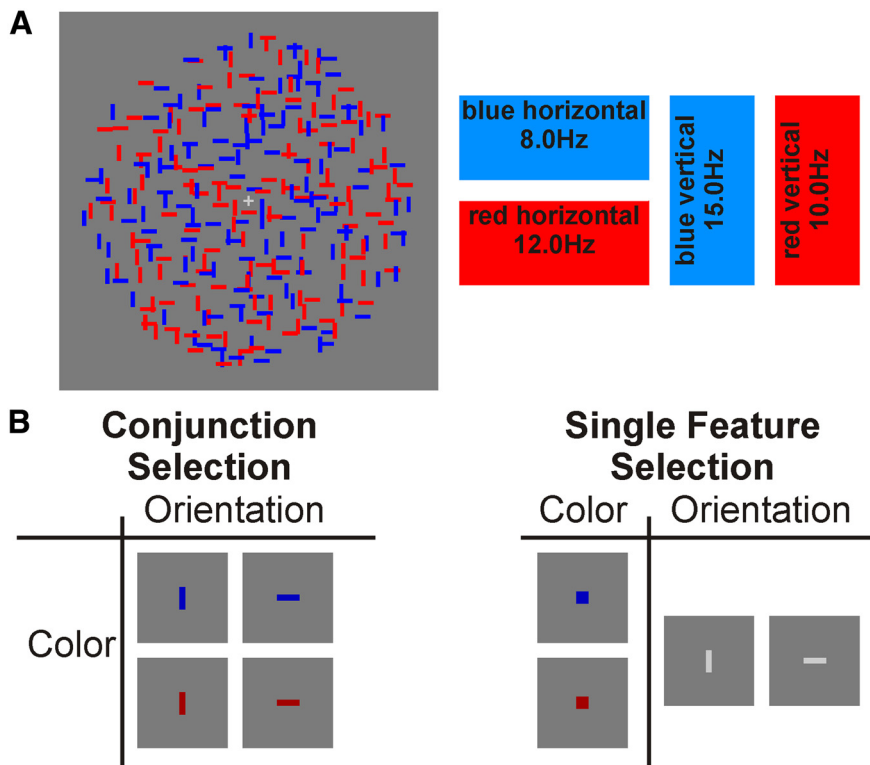 A
blue horizontal
8.0Hz
red horizontal
12.0Hz
blue vertical
15.0Hz
red vertical
10.0Hz
B
Conjunction
Selection
Orientation
Color
Single Feature
Selection
Color
Orientation